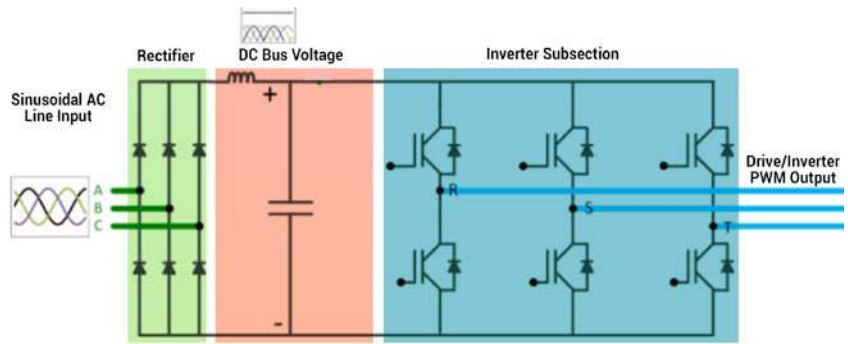 Rectifier
DC Bus Voltage
Inverter Subsection
Sinusoidal AC
Line Input
A
B
C
+
-
R
S
T
Drive/Inverter
PWM Output